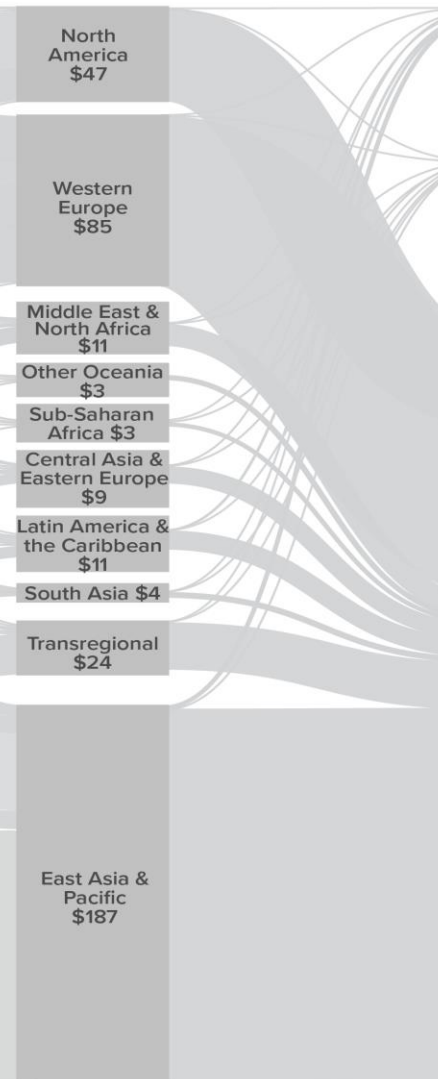 North
America
$47
Western
Europe
$85
Middle East &
North Africa
$11
Other Oceania
$3
Sub-Saharan
Africa $3
Central Asia &
Eastern Europe
$9
Latin America &
the Caribbean
$11
South Asia $4
Transregional
$24
East Asia &
Pacific
$187